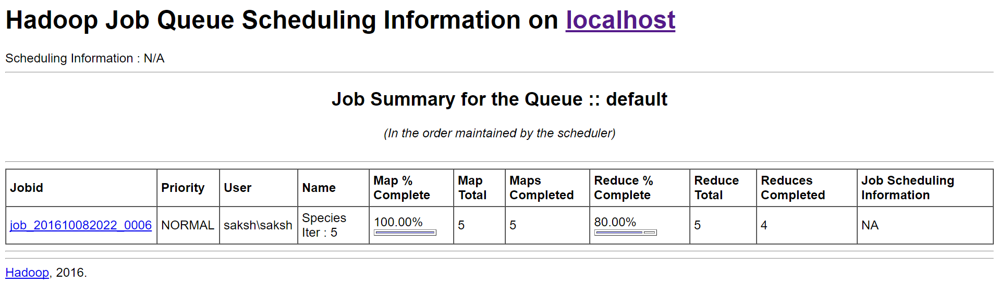 Hadoop Job Queue Scheduling Information on localhost
Scheduling Information : N/A
Job Summary for the Queue :: default
(In the order maintained by the scheduler)
Jobid Priority User Name Map % Complete Map Total Maps Completed Reduce % Complete Reduce Total Reduces Completed Job Scheduling Information
job_201610082022_0006 NORMAL saksh\saksh Species Iter : 5 100.00% 5 5 80.00% 5 4 NA
Hadoop, 2016.